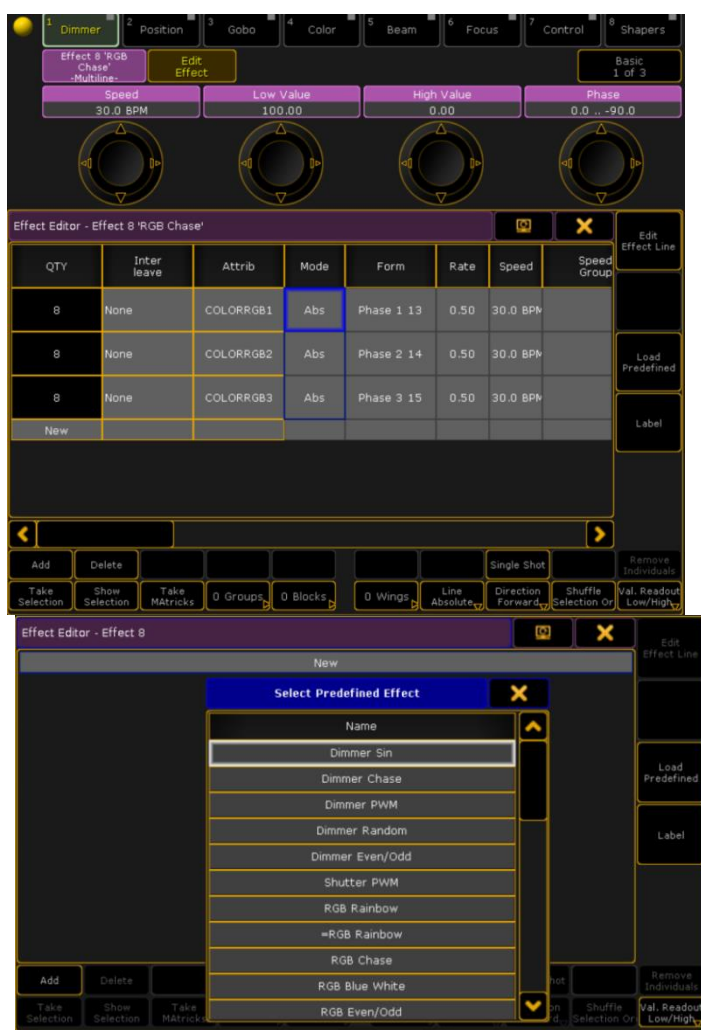 1 Dimmer
2 Position
3 Gobo
4 Color
5 Beam
6 Focus
7 Control
8 Shapers
Effect 8 'RGB
Chase'
-Multiline-
Edit
Effect
Basic
1 of 3
Speed
Low Value
High Value
Phase
30.0 BPM
100.00
0.00
0.0 .. -90.0
Effect Editor - Effect 8 'RGB Chase'
Edit
Effect Line
QTY
Inter
leave
Attrib
Mode
Form
Rate
Speed
Speed
Group
8 None COLORRGB1 Abs Phase 1 13 0.50 30.0 BPM
8 None COLORRGB2 Abs Phase 2 14 0.50 30.0 BPM
8 None COLORRGB3 Abs Phase 3 15 0.50 30.0 BPM
New
Load
Predefined
Label
Add
Delete
Single Shot
Remove
Individuals
Take
Selection
Show
Selection
Take
MAtricks
0 Groups
0 Blocks
0 Wings
Line
Absolute
Direction
Forward
Shuffle
Selection Or
Val. Readout
Low/High
Effect Editor - Effect 8
Edit
Effect Line
New
Select Predefined Effect
Name
Dimmer Sin
Dimmer Chase
Dimmer PWM
Dimmer Random
Dimmer Even/Odd
Shutter PWM
RGB Rainbow
=RGB Rainbow
RGB Chase
RGB Blue White
RGB Even/Odd
Load
Predefined
Label
Add
Delete
Remove
Individuals
Take
Selection
Show
Selection
Take
Shuffle
Selection Or
Val. Readout
Low/High